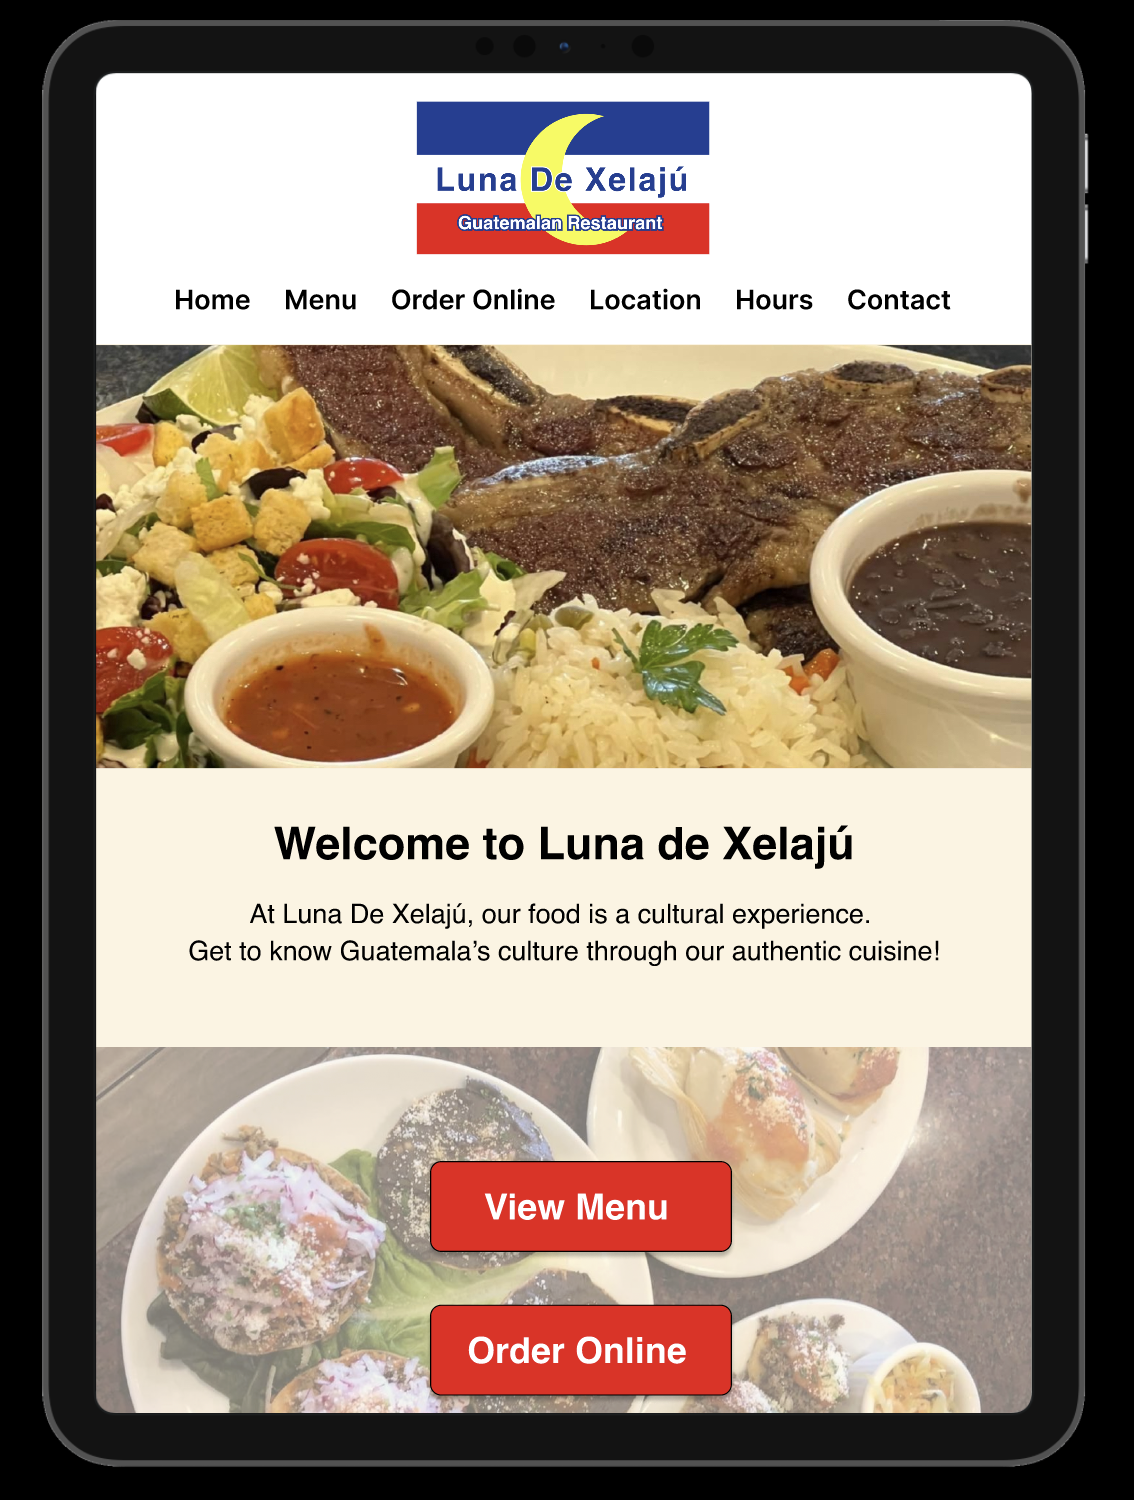 Luna De Xelajú
Guatemalan Restaurant
Home Menu Order Online Location Hours Contact
Welcome to Luna de Xelajú
At Luna De Xelajú, our food is a cultural experience.
Get to know Guatemala’s culture through our authentic cuisine!
View Menu
Order Online